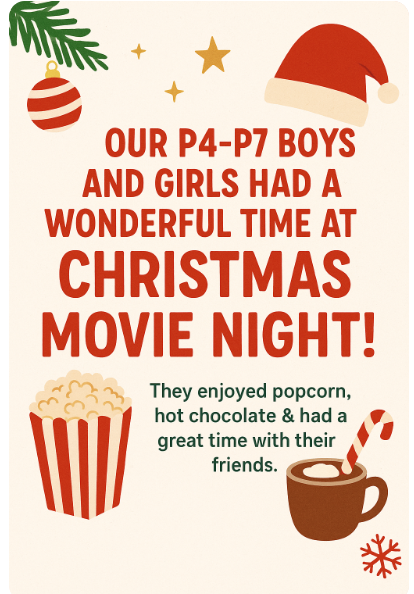 OUR P4-P7 BOYS
AND GIRLS HAD A
WONDERFUL TIME AT
CHRISTMAS
MOVIE NIGHT!
They enjoyed popcorn,
hot chocolate & had a
great time with their
friends.